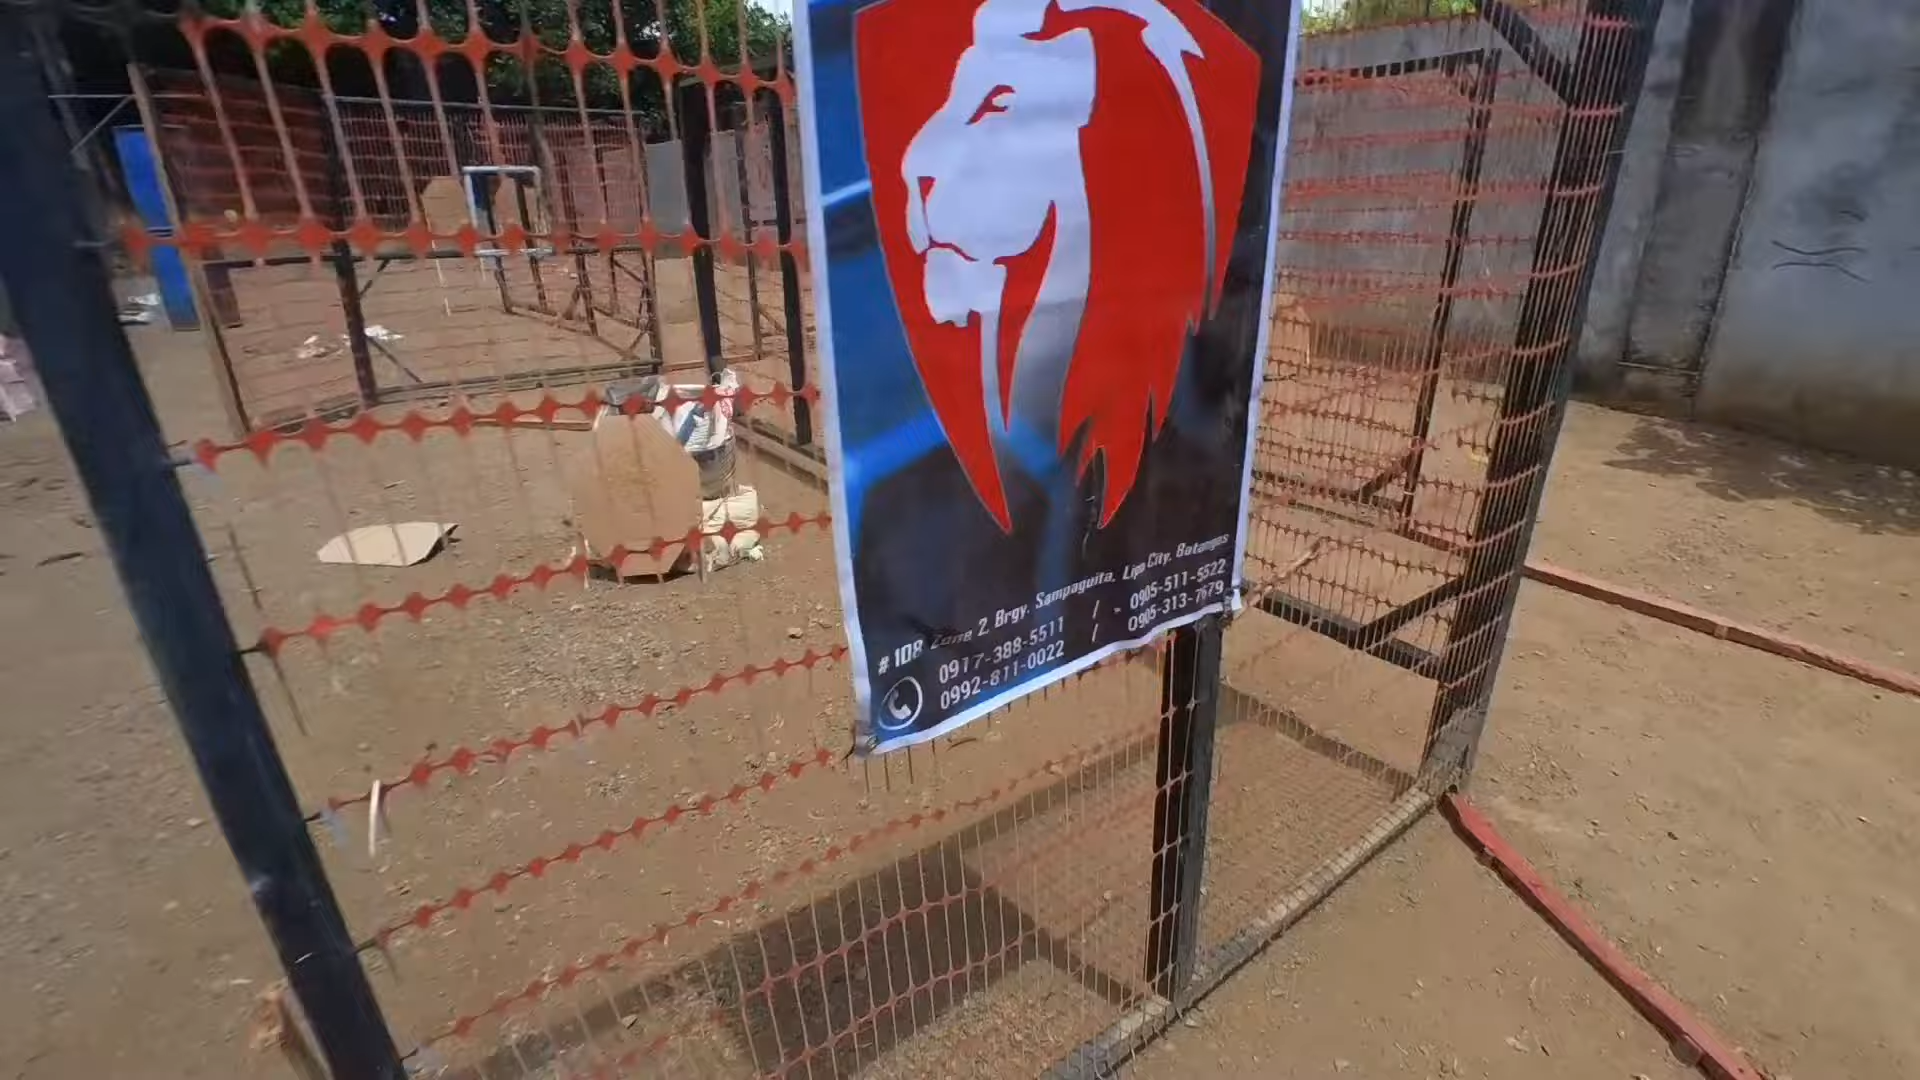 # 108 Zone 2, Brgy. Sampaguita, Lipa City, Batangas
0917-388-5511 / - 0905-511-5522
0992-811-0022 / 0905-313-7679